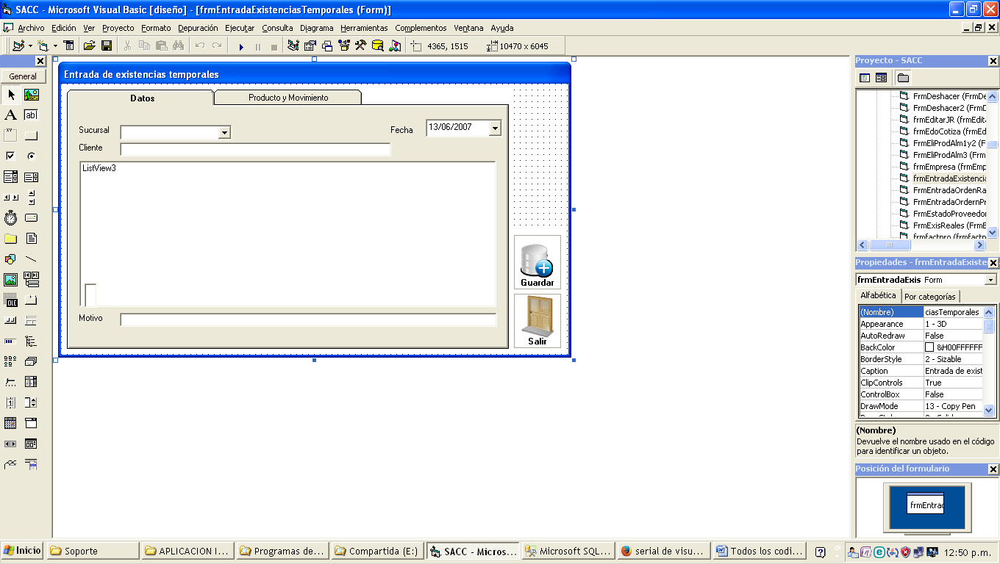 SACC - Microsoft Visual Basic [diseño] - [frmEntradaExistenciasTemporales (Form)]
Archivo Edición Ver Proyecto Formato Depuración Ejecutar Consulta Diagrama Herramientas Complementos Ventana Ayuda
4365, 1515 10470 x 6045
General
A
ab
xy
OLE
Entrada de existencias temporales
Datos Producto y Movimiento
Sucursal Fecha 13/06/2007
Cliente
ListView3
Motivo
Guardar
Salir
Proyecto - SACC
FrmDeshacer (FrmDe
FrmDeshacer2 (FrmD
frmEditarJR (frmEdit
frmEdoCotiza (frmEd
FrmEliProdAlm1y2 (F
FrmEliProdAlm3 (Frm
frmEmpresa (frmEmp
frmEntradaExistencia
FrmEntradaOrdenRa
FrmEntradaOrdernPr
FrmEstadoProveedor
FrmExisReales (FrmE
frmfactpro (frmfactp
Propiedades - frmEntradaExiste
frmEntradaExis Form
Alfabética Por categorías
(Nombre) ciasTemporales
Appearance 1 - 3D
AutoRedraw False
BackColor &H00FFFFFF
BorderStyle 2 - Sizable
Caption Entrada de exist
ClipControls True
ControlBox False
DrawMode 13 - Copy Pen
(Nombre)
Devuelve el nombre usado en el código
para identificar un objeto.
Posición del formulario
frmEntrad
Inicio Soporte APLICACION I... Programas de... Compartida (E:) SACC - Micros... Microsoft SQL... serial de visu... Todos los codi... 12:50 p.m.